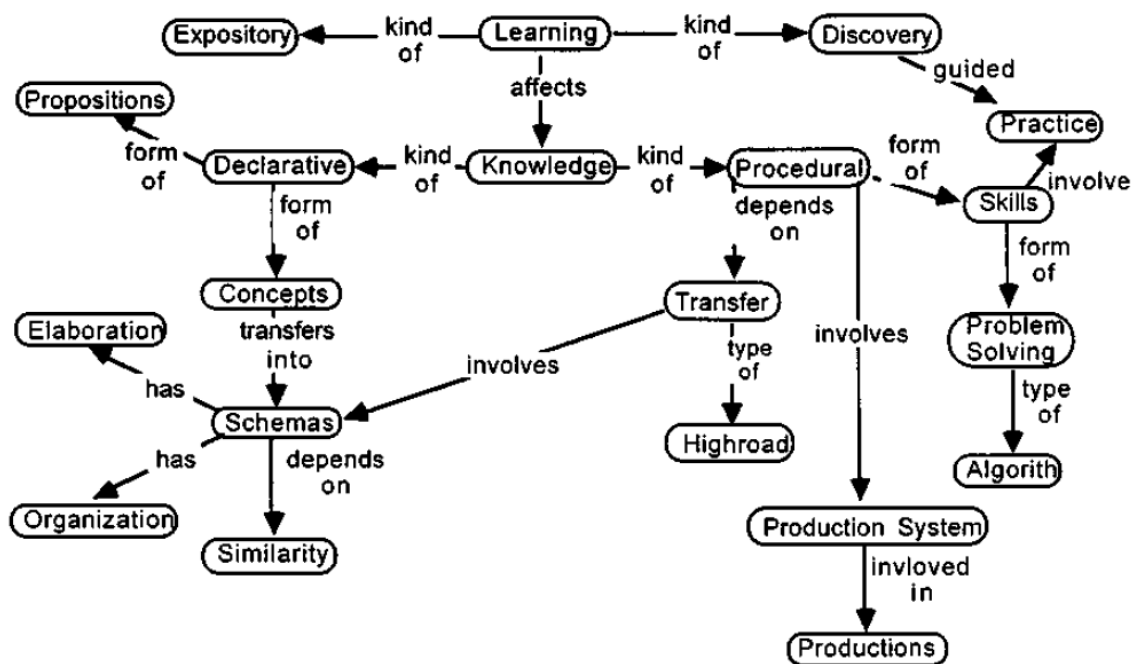 Expository
kind
of
Learning
kind
of
Discovery
affects
guided
Propositions
Practice
form
of
Declarative
kind
of
Knowledge
kind
of
Procedural
form
of
involve
Skills
form
of
depends
on
form
of
Concepts
Transfer
Elaboration
transfers
into
involves
type
of
involves
Problem
Solving
has
Schemas
type
of
has
depends
on
Highroad
Algorith
Organization
Similarity
Production System
invloved
in
Productions